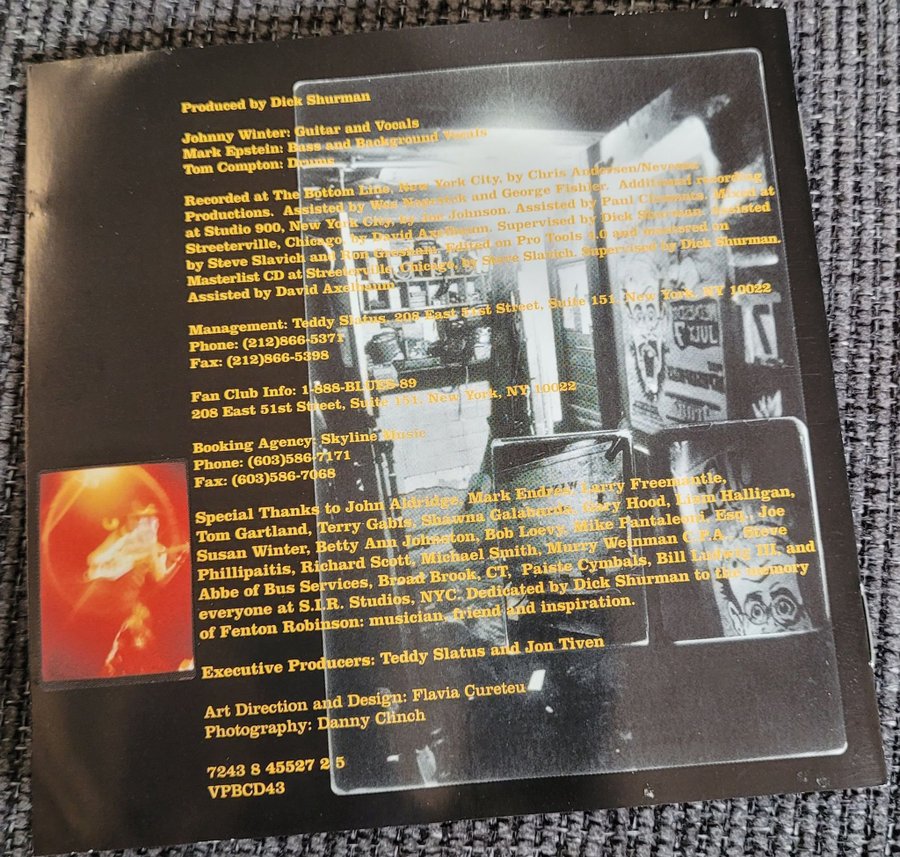 Produced by Dick Shurman
Johnny Winter: Guitar and Vocals
Mark Epstein: Bass and Background Vocals
Tom Compton: Drums
Recorded at The Bottom Line, New York City, by Chris Andersen/Nevessa
Productions. Assisted by Wes and George Additional recording
at Studio 900, New York City, by Joe Johnson. Assisted by Paul Clements. Mixed at
Streeterville, Chicago, by David Axelbaum. Supervised by Dick Shurman. Assisted
by Steve Slavich and Ron Edited on Pro Tools 4.0 and mastered on
Masterlist CD at Streeterville, Chicago, by Steve Slavich. Supervised by Dick Shurman.
Assisted by David Axelbaum
Management: Teddy Slatus, 208 East 51st Street, Suite 151, New York, NY 10022
Phone: (212)866-5371
Fax: (212)866-5398
Fan Club Info: 1-888-BLUES-89
208 East 51st Street, Suite 151, New York, NY 10022
Booking Agency: Skyline Music
Phone: (603)586-7171
Fax: (603)586-7068
Special Thanks to John Aldridge, Mark Endres, Larry Freemantle,
Tom Gartland, Terry Gabis, Shawna Gary Hood, Liam Halligan,
Susan Winter, Betty Ann Johnston, Bob Loevy, Mike Pantaleoni, Esq., Joe
Phillipaitis, Richard Scott, Michael Smith, Murry Weinman C.P.A., Steve
Abbe of Bus Services, Broad Brook, CT, Paiste Cymbals, Bill Ludwig III, and
everyone at S.I.R. Studios, NYC. Dedicated by Dick Shurman to the memory
of Fenton Robinson: musician, friend and inspiration.
Executive Producers: Teddy Slatus and Jon Tiven
Art Direction and Design: Flavia Cureteu
Photography: Danny Clinch
7243 8 45527 2 5
VPBCD43